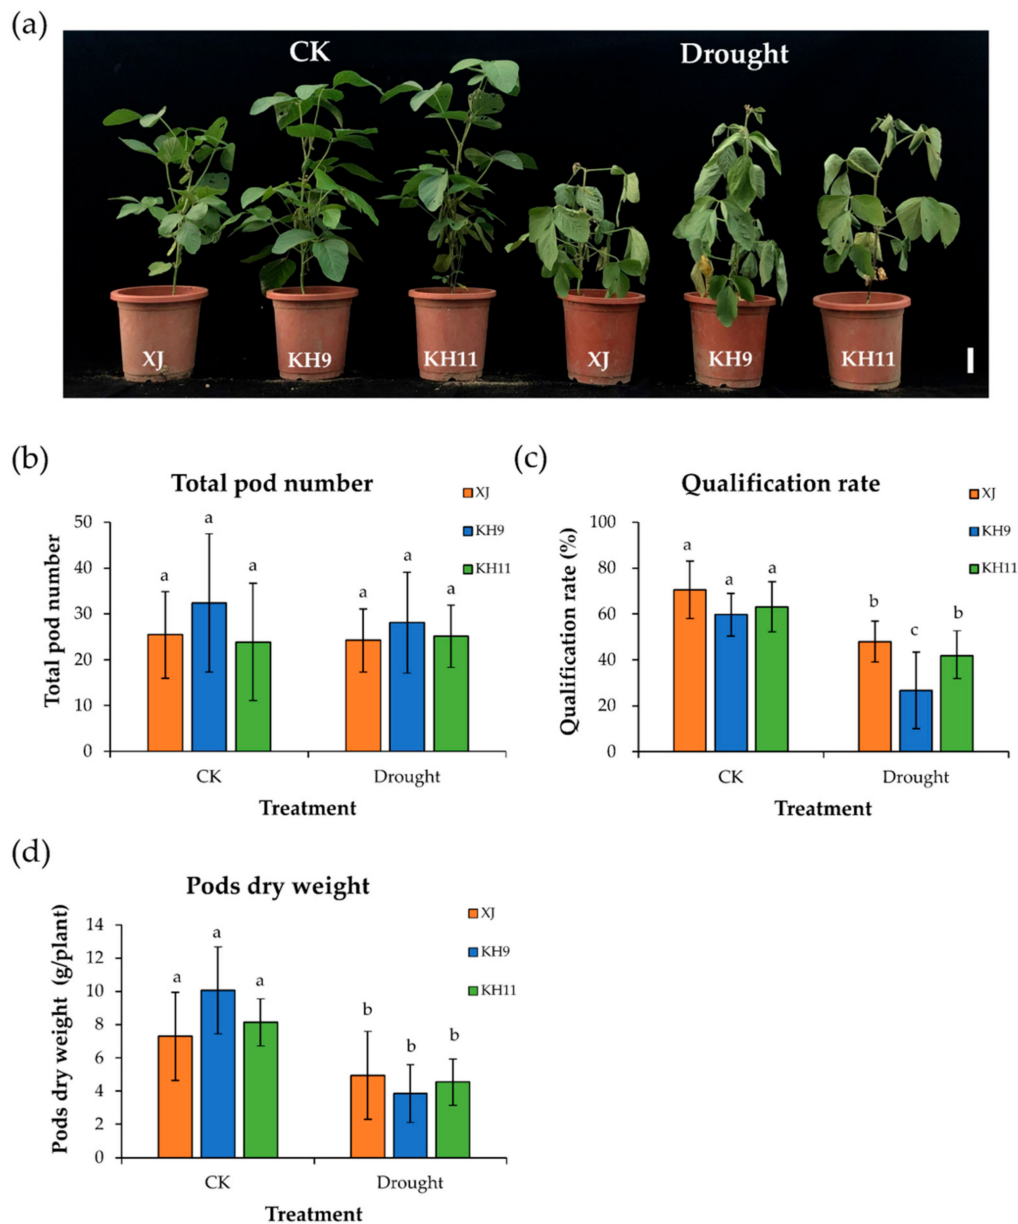 (a)
CK
Drought
XJ
KH9
KH11
XJ
KH9
KH11
(b)
Total pod number
XJ
KH9
KH11
Total pod number
50
40
30
20
10
0
a
a
a
a
a
a
CK
Drought
Treatment
(c)
Qualification rate
XJ
KH9
KH11
Qualification rate (%)
100
80
60
40
20
0
a
a
a
b
c
b
CK
Drought
Treatment
(d)
Pods dry weight
XJ
KH9
KH11
Pods dry weight (g/plant)
14
12
10
8
6
4
2
0
a
a
a
b
b
b
CK
Drought
Treatment